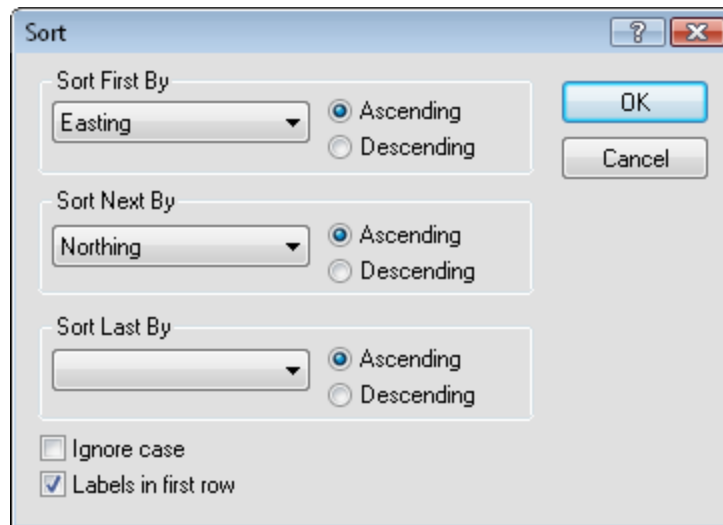 Sort
Sort First By
Easting
Ascending
Descending
OK
Cancel
Sort Next By
Northing
Ascending
Descending
Sort Last By
Ascending
Descending
Ignore case
Labels in first row